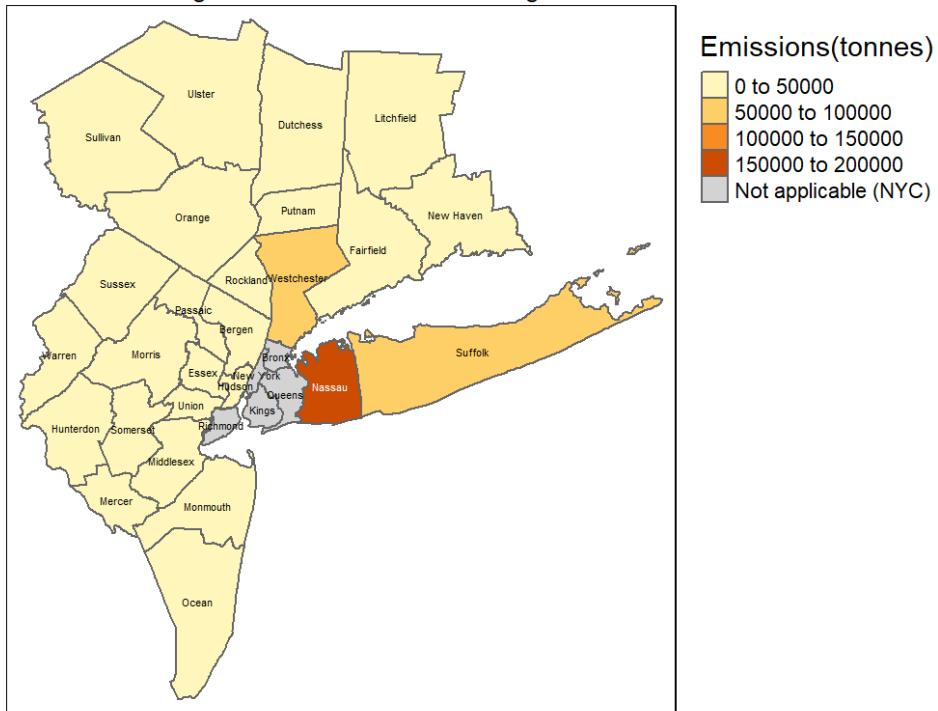 Emissions(tonnes)
0 to 50000
50000 to 100000
100000 to 150000
150000 to 200000
Not applicable (NYC)
Ulster
Sullivan
Dutchess
Litchfield
Orange
Putnam
New Haven
Fairfield
Rockland
Westchester
Sussex
Passaic
Bergen
Warren
Morris
Suffolk
Bronx
Essex
New York
Nassau
Hudson
Queens
Union
Kings
Hunterdon
Somerset
Richmond
Middlesex
Mercer
Monmouth
Ocean